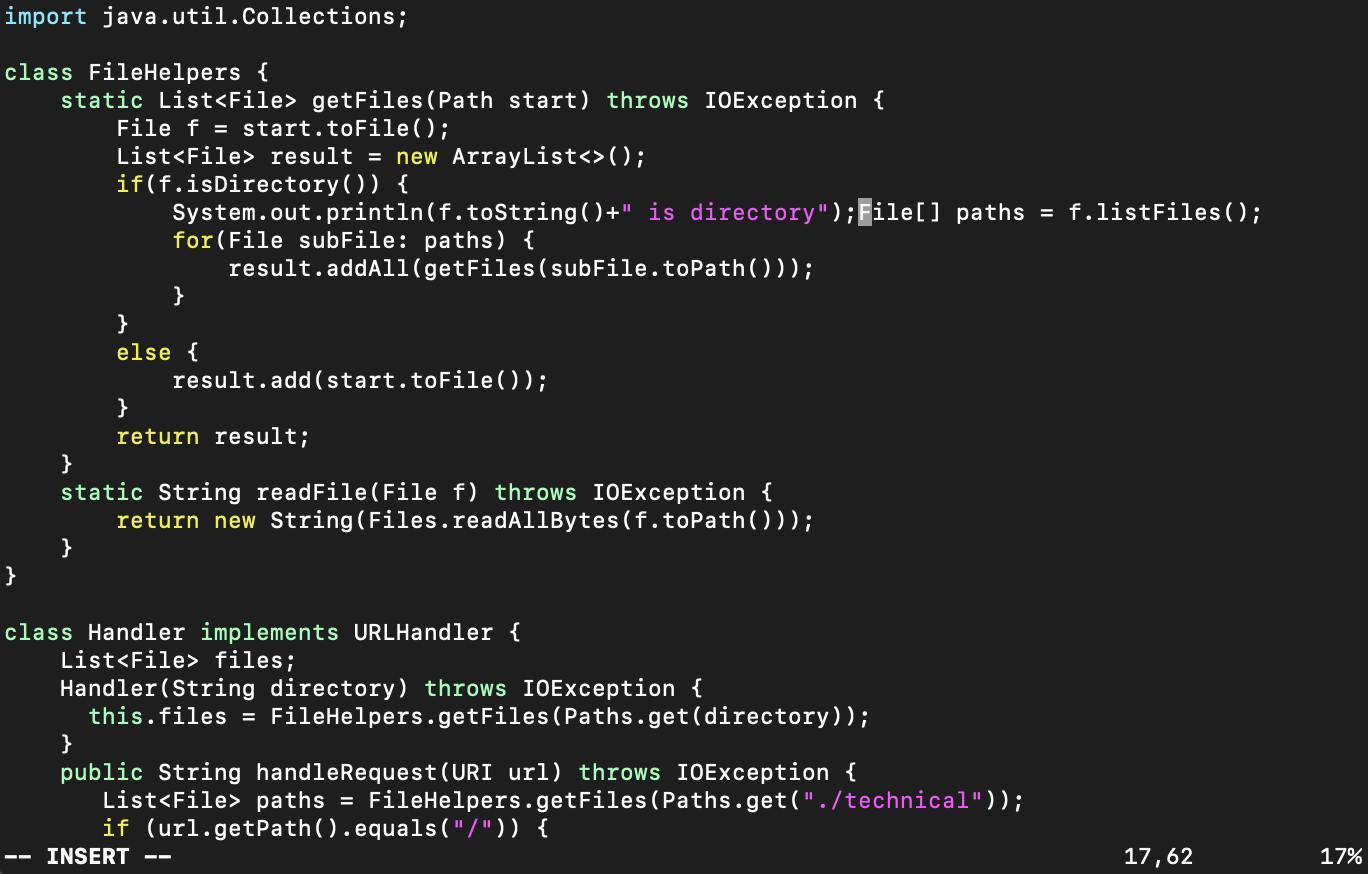 import java.util.Collections;

class FileHelpers {
    static List<File> getFiles(Path start) throws IOException {
        File f = start.toFile();
        List<File> result = new ArrayList<>();
        if(f.isDirectory()) {
            System.out.println(f.toString()+" is directory");File[] paths = f.listFiles();
            for(File subFile: paths) {
                result.addAll(getFiles(subFile.toPath()));
            }
        }
        else {
            result.add(start.toFile());
        }
        return result;
    }
    static String readFile(File f) throws IOException {
        return new String(Files.readAllBytes(f.toPath()));
    }
}

class Handler implements URLHandler {
    List<File> files;
    Handler(String directory) throws IOException {
      this.files = FileHelpers.getFiles(Paths.get(directory));
    }
    public String handleRequest(URI url) throws IOException {
       List<File> paths = FileHelpers.getFiles(Paths.get("./technical"));
       if (url.getPath().equals("/")) {
-- INSERT -- 17,62 17%